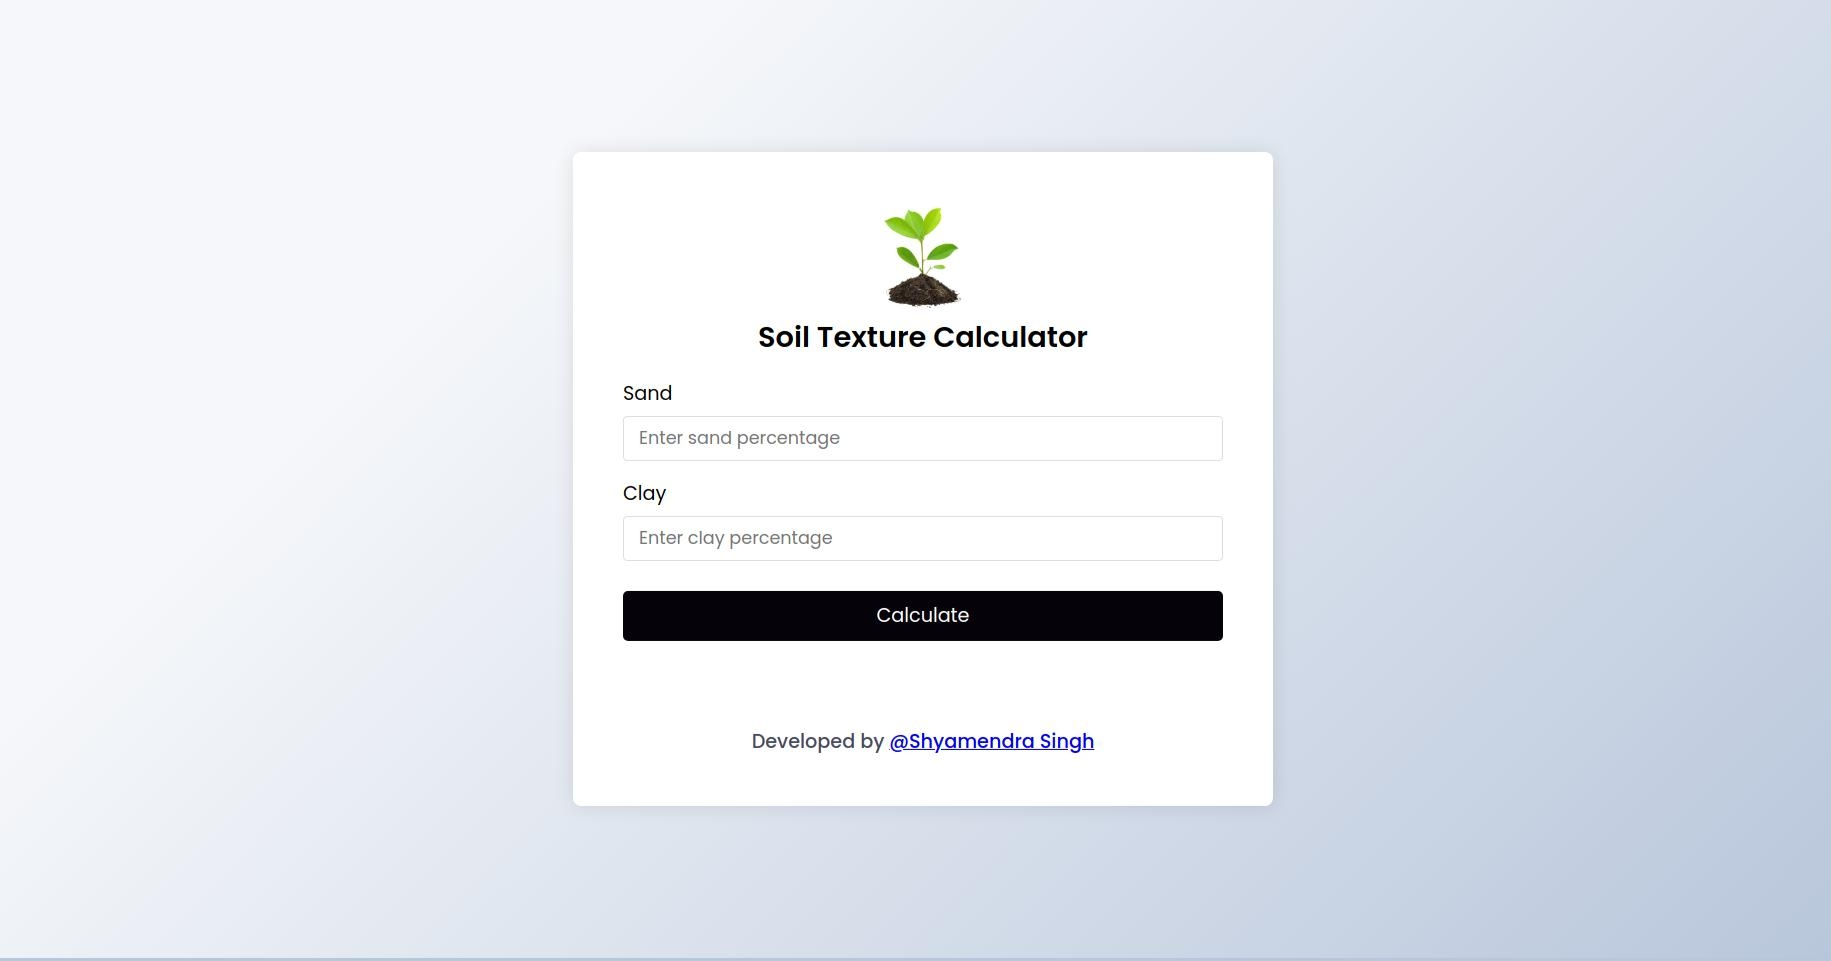 Soil Texture Calculator
Sand
Enter sand percentage
Clay
Enter clay percentage
Calculate
Developed by @Shyamendra Singh